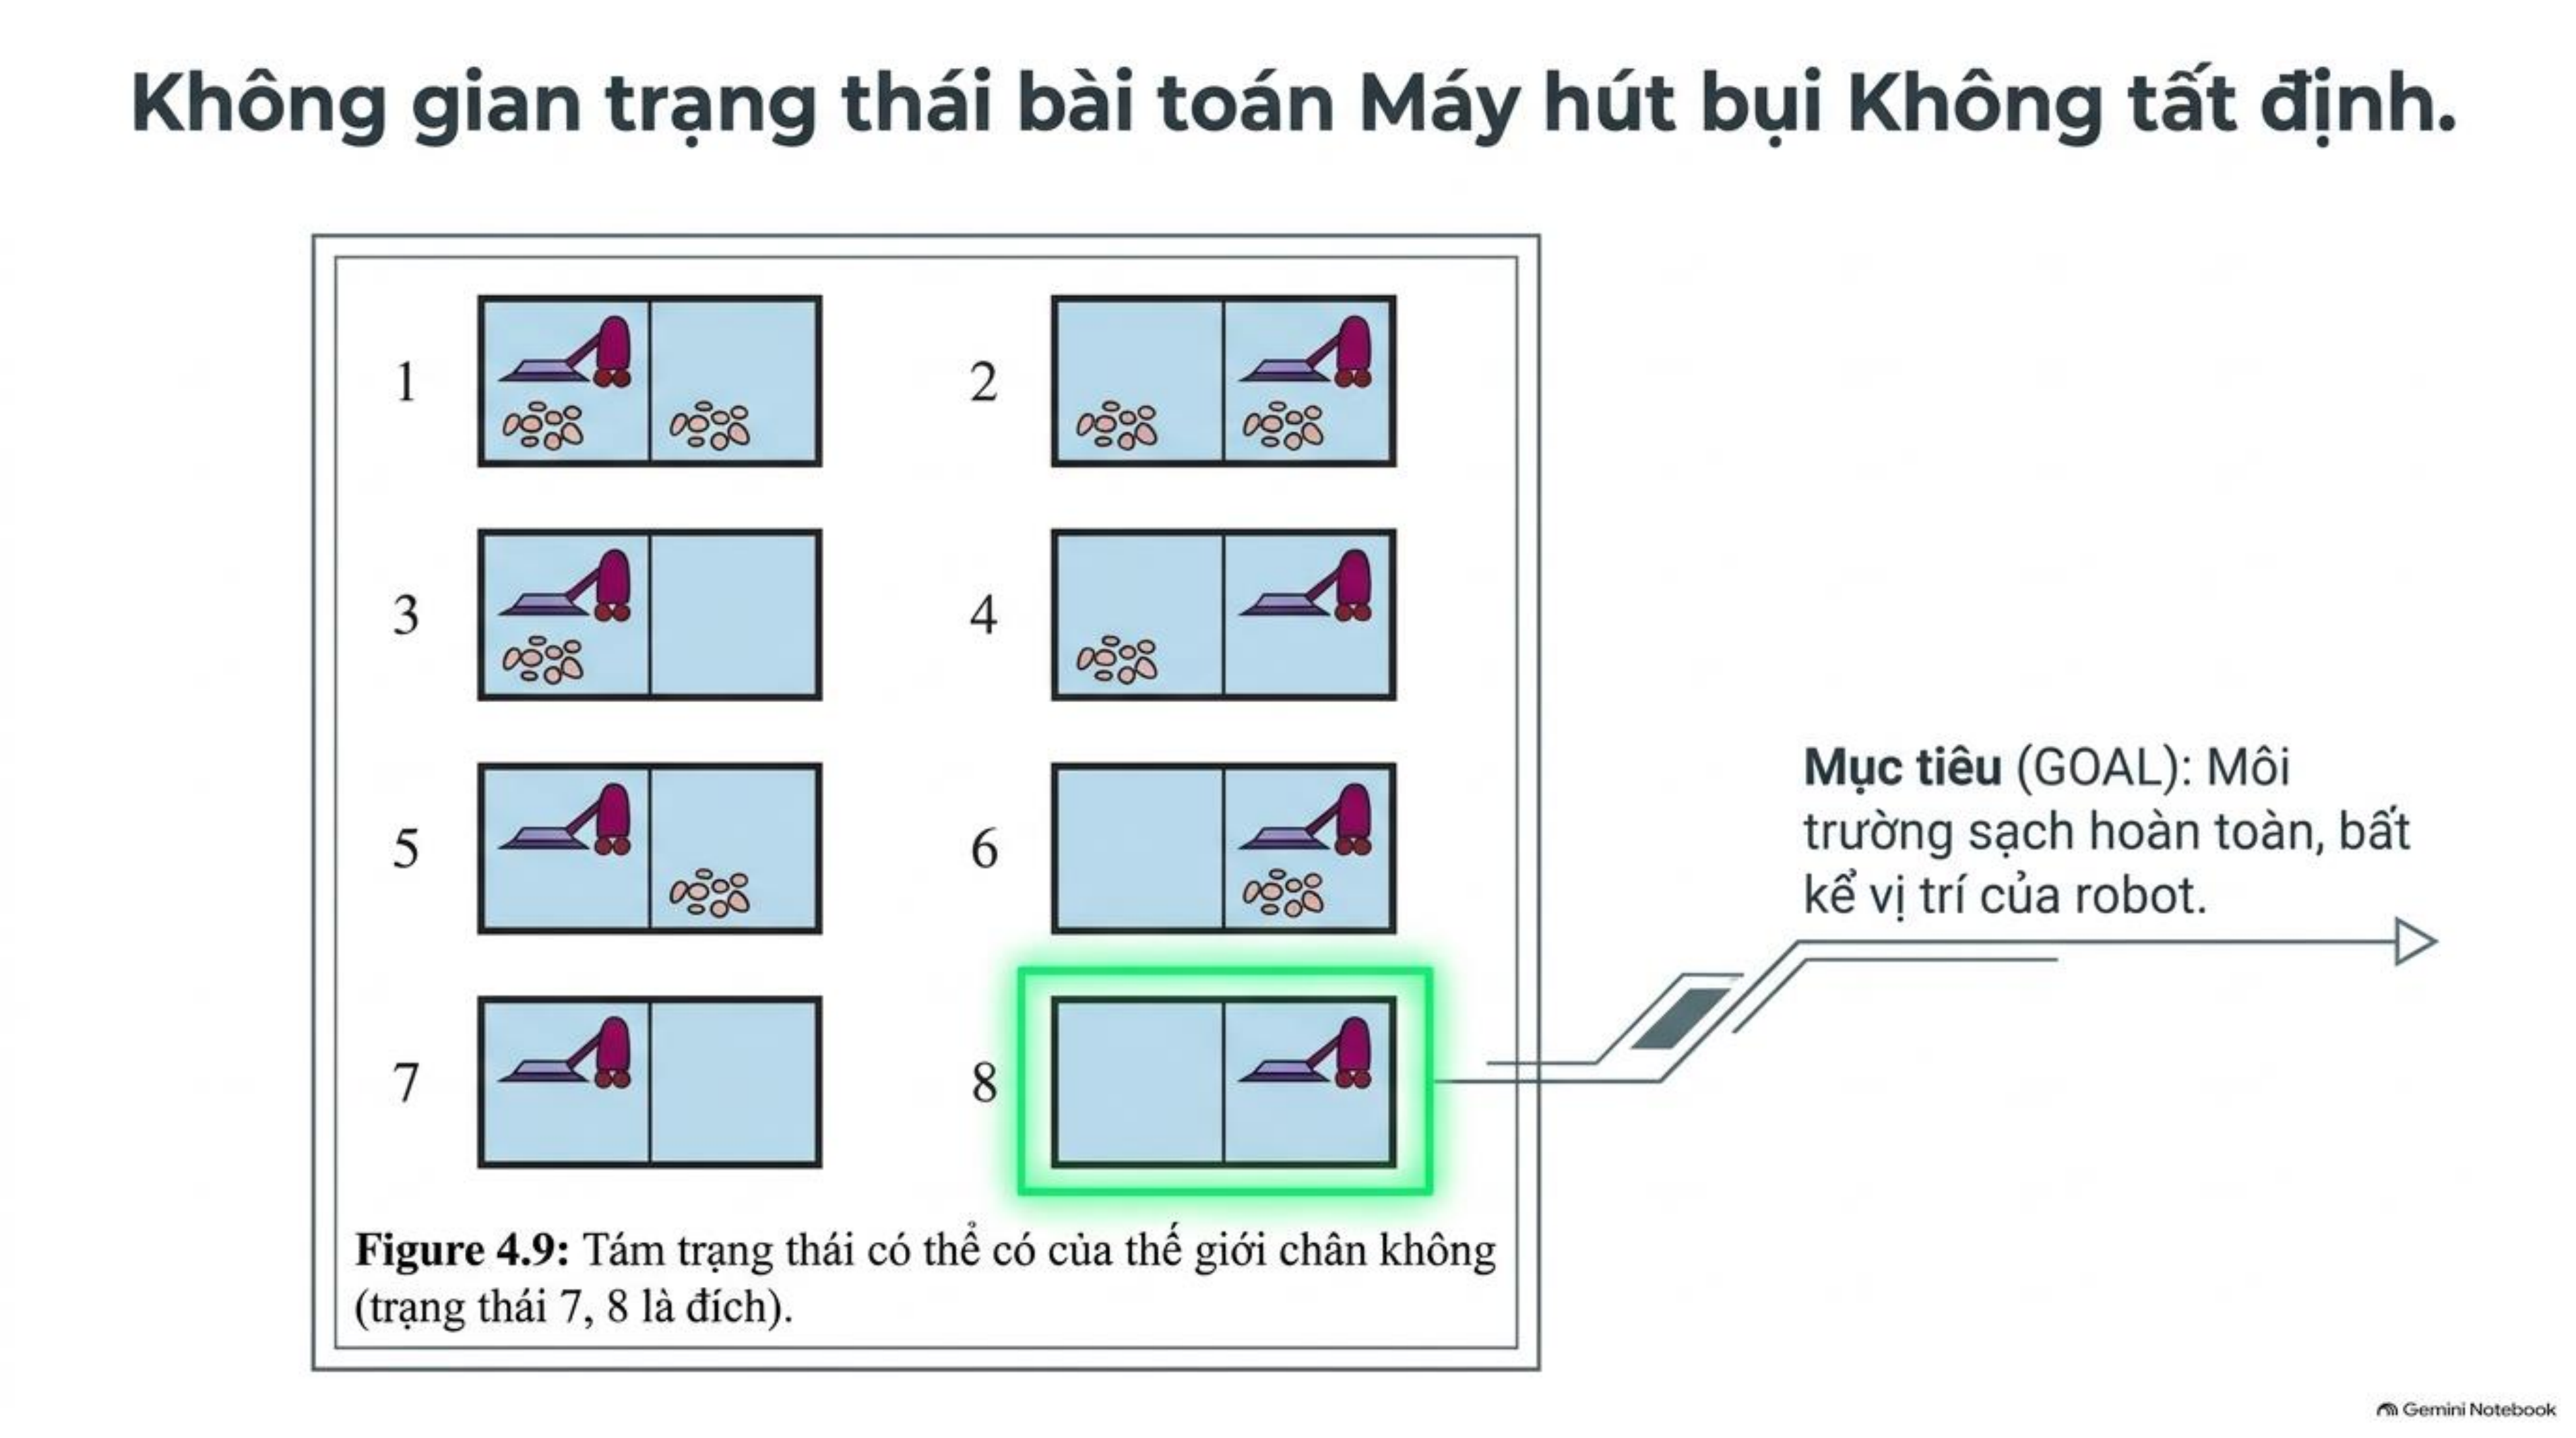 Không gian trạng thái bài toán Máy hút bụi Không tất định.
1
2
3
4
5
6
7
8
Mục tiêu (GOAL): Môi
trường sạch hoàn toàn, bất
kể vị trí của robot.
Figure 4.9: Tám trạng thái có thể có của thế giới chân không
(trạng thái 7, 8 là đích).
Gemini Notebook